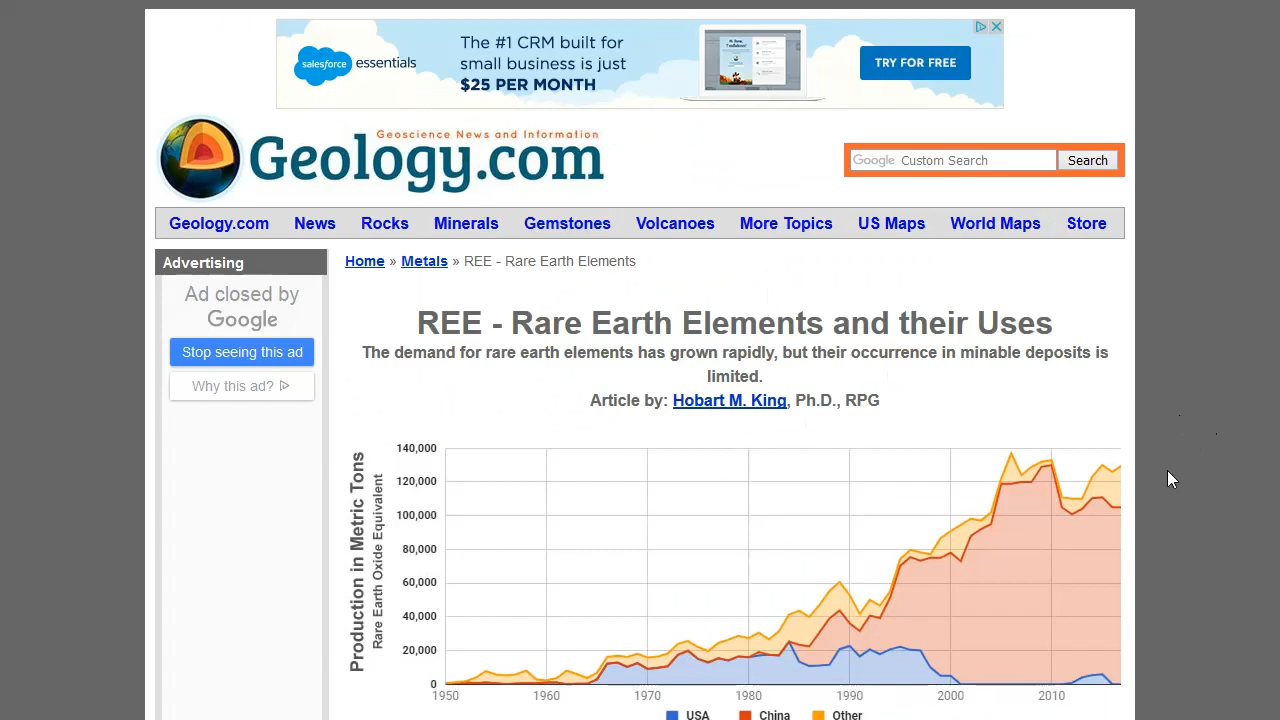 The #1 CRM built for
small business is just
$25 PER MONTH
salesforce essentials
TRY FOR FREE
Geoscience News and Information
Geology.com
Google Custom Search
Search
Geology.com News Rocks Minerals Gemstones Volcanoes More Topics US Maps World Maps Store
Advertising
Ad closed by
Google
Stop seeing this ad
Why this ad?
Home » Metals » REE - Rare Earth Elements
REE - Rare Earth Elements and their Uses
The demand for rare earth elements has grown rapidly, but their occurrence in minable deposits is
limited.
Article by: Hobart M. King, Ph.D., RPG
Production in Metric Tons
Rare Earth Oxide Equivalent
140,000
120,000
100,000
80,000
60,000
40,000
20,000
0
1950 1960 1970 1980 1990 2000 2010
USA China Other